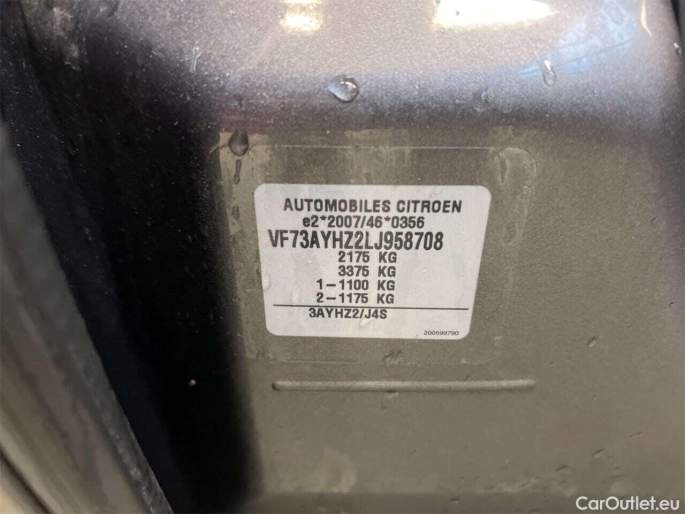 AUTOMOBILES CITROEN
e2*2007/46*0356
VF73AYHZ2LJ958708
2175 KG
3375 KG
1-1100 KG
2-1175 KG
3AYHZ2/J4S
200599790
CarOutlet.eu